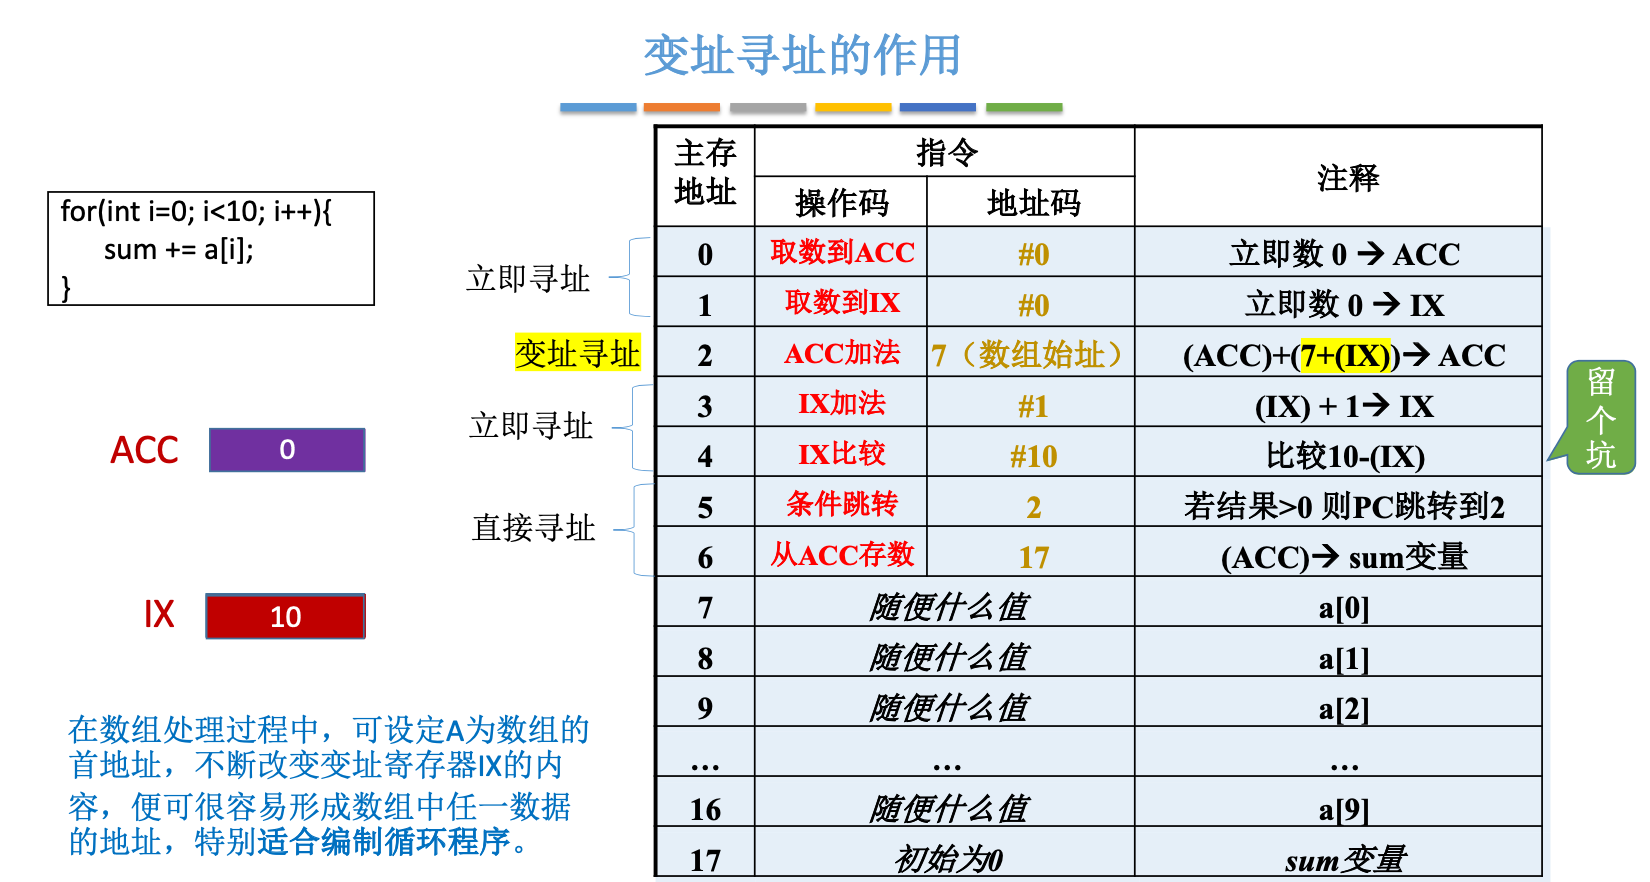 变址寻址的作用
for(int i=0; i<10; i++){
sum += a[i];
}
立即寻址
变址寻址
立即寻址
直接寻址
ACC 0
IX 10
在数组处理过程中，可设定A为数组的
首地址，不断改变变址寄存器IX的内
容，便可很容易形成数组中任一数据
的地址，特别适合编制循环程序。
主存地址 指令 注释
操作码 地址码
0 取数到ACC #0 立即数 0 → ACC
1 取数到IX #0 立即数 0 → IX
2 ACC加法 7（数组始址） (ACC)+(7+(IX))→ ACC
3 IX加法 #1 (IX) + 1→ IX
4 IX比较 #10 比较10-(IX)
5 条件跳转 2 若结果>0 则PC跳转到2
6 从ACC存数 17 (ACC)→ sum变量
7 随便什么值 a[0]
8 随便什么值 a[1]
9 随便什么值 a[2]
... ... ...
16 随便什么值 a[9]
17 初始为0 sum变量
留个坑